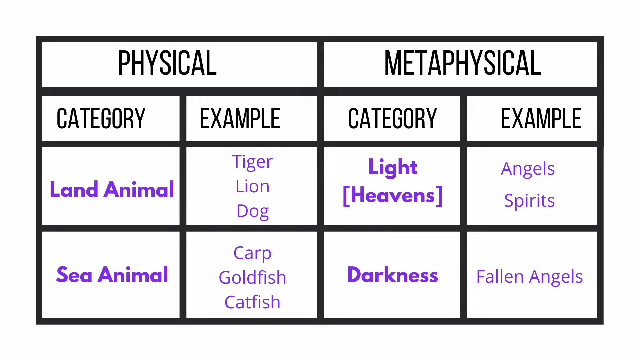 PHYSICAL
METAPHYSICAL
CATEGORY
EXAMPLE
CATEGORY
EXAMPLE
Land Animal
Tiger
Lion
Dog
Light
[Heavens]
Angels
Spirits
Sea Animal
Carp
Goldfish
Catfish
Darkness
Fallen Angels